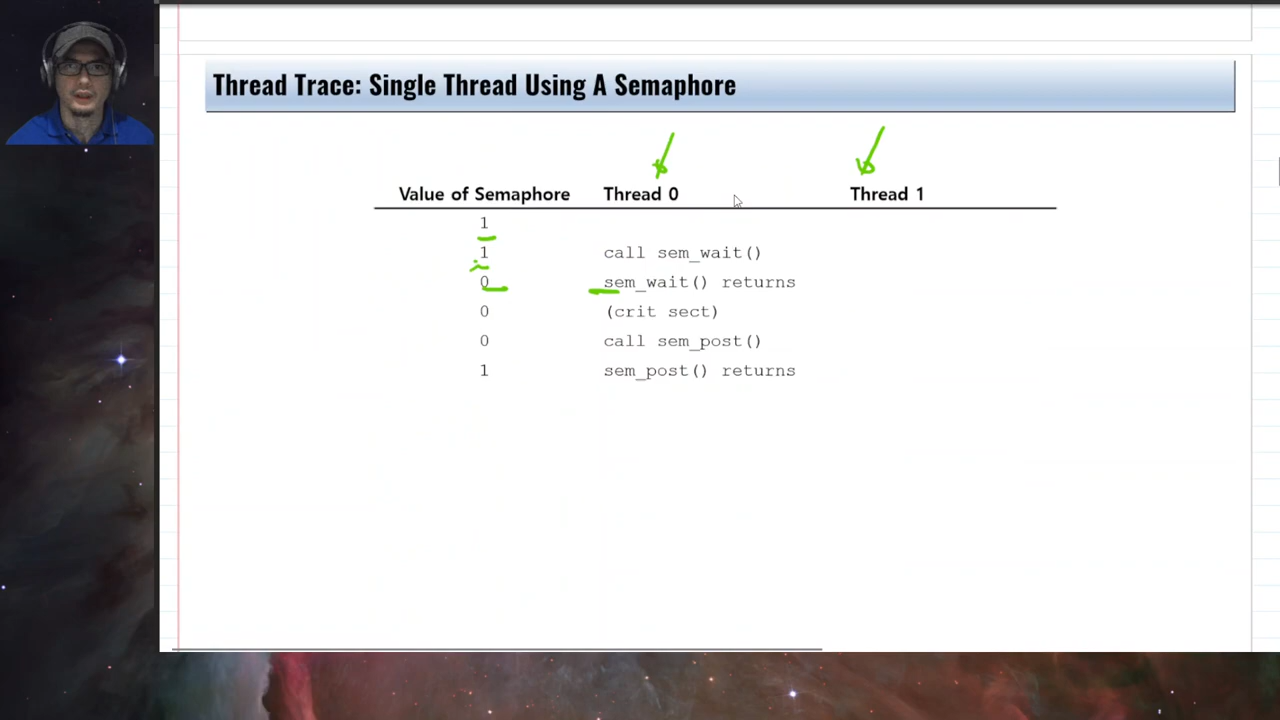 Thread Trace: Single Thread Using A Semaphore
Value of Semaphore Thread 0 Thread 1
1
1 call sem_wait()
0 sem_wait() returns
0 (crit sect)
0 call sem_post()
1 sem_post() returns